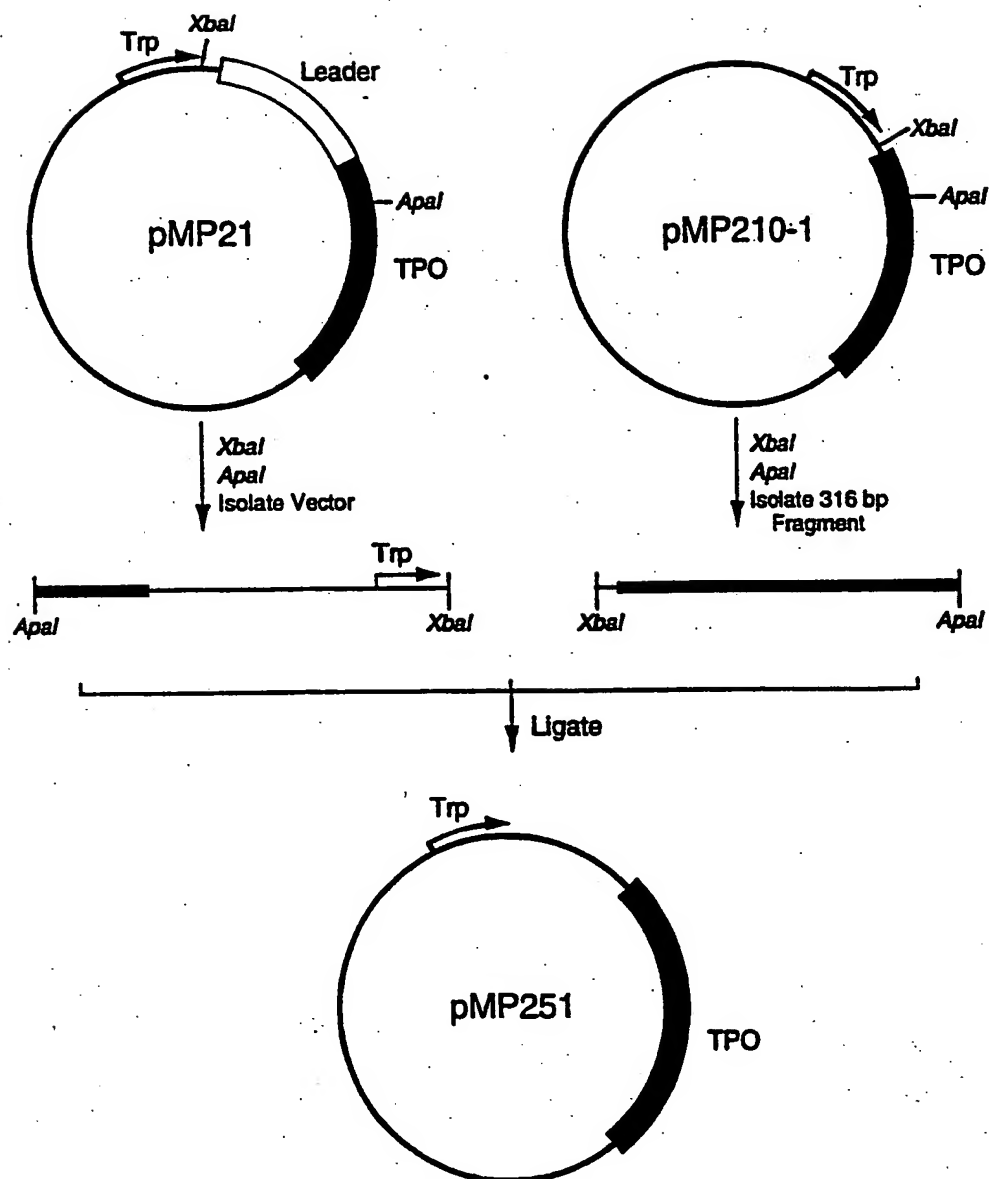 XbaI
Trp
Leader
ApaI
pMP21
TPO
Trp
XbaI
ApaI
pMP210-1
TPO
XbaI
ApaI
Isolate Vector
XbaI
ApaI
Isolate 316 bp
Fragment
Trp
ApaI
XbaI
XbaI
ApaI
Ligate
Trp
pMP251
TPO